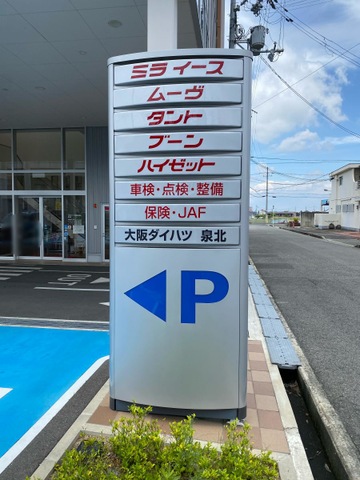 ミライース
ムーヴ
タント
ブーン
ハイゼット
車検・点検・整備
保険・JAF
大阪ダイハツ 泉北
P